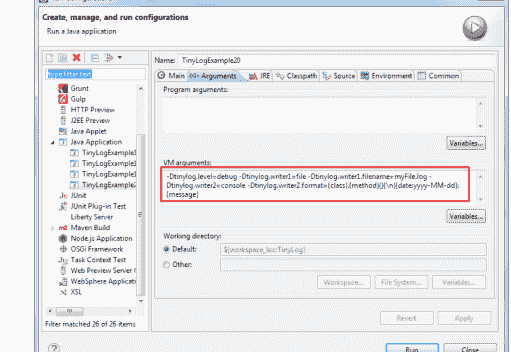 Create, manage, and run configurations
Run a Java application
type filter text
Grunt
Gulp
HTTP Preview
J2EE Preview
Java Applet
Java Application
TinyLogExample
TinyLogExample
TinyLogExample
TinyLogExample
JUnit
JUnit Plug-in Test
Liberty Server
Maven Build
Node.js Application
OSGi Framework
Task Context Test
Web Preview Server
WebSphere Applicati
XSL
Filter matched 26 of 26 items
Name: TinyLogExample20
Main Arguments JRE Classpath Source Environment Common
Program arguments:
Variables...
VM arguments:
-Dtinylog.level=debug -Dtinylog.writer1=file -Dtinylog.writer1.filename=myFile.log -
Dtinylog.writer2=console -Dtinylog.writer2.format={class}.{method}(){'\n}{date:yyyy-MM-dd}:
{message}
Variables...
Working directory:
Default: ${workspace_loc:TinyLog}
Other:
Workspace... File System... Variables...
Revert Apply
? Run Close